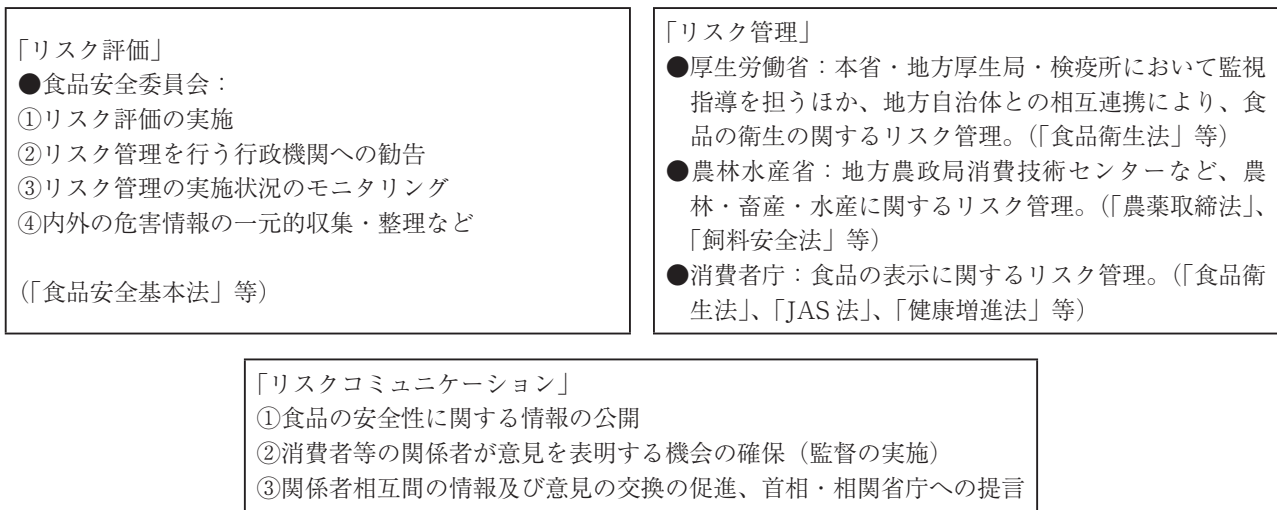 「リスク評価」
●食品安全委員会：
①リスク評価の実施
②リスク管理を行う行政機関への勧告
③リスク管理の実施状況のモニタリング
④内外の危害情報の一元的収集・整理など
（「食品安全基本法」等）
「リスク管理」
●厚生労働省：本省・地方厚生局・検疫所において監視
指導を担うほか、地方自治体との相互連携により、食
品の衛生の関するリスク管理。（「食品衛生法」等）
●農林水産省：地方農政局消費技術センターなど、農
林・畜産・水産に関するリスク管理。（「農薬取締法」、
「飼料安全法」等）
●消費者庁：食品の表示に関するリスク管理。（「食品衛
生法」、「JAS 法」、「健康増進法」等）
「リスクコミュニケーション」
①食品の安全性に関する情報の公開
②消費者等の関係者が意見を表明する機会の確保（監督の実施）
③関係者相互間の情報及び意見の交換の促進、首相・相関省庁への提言